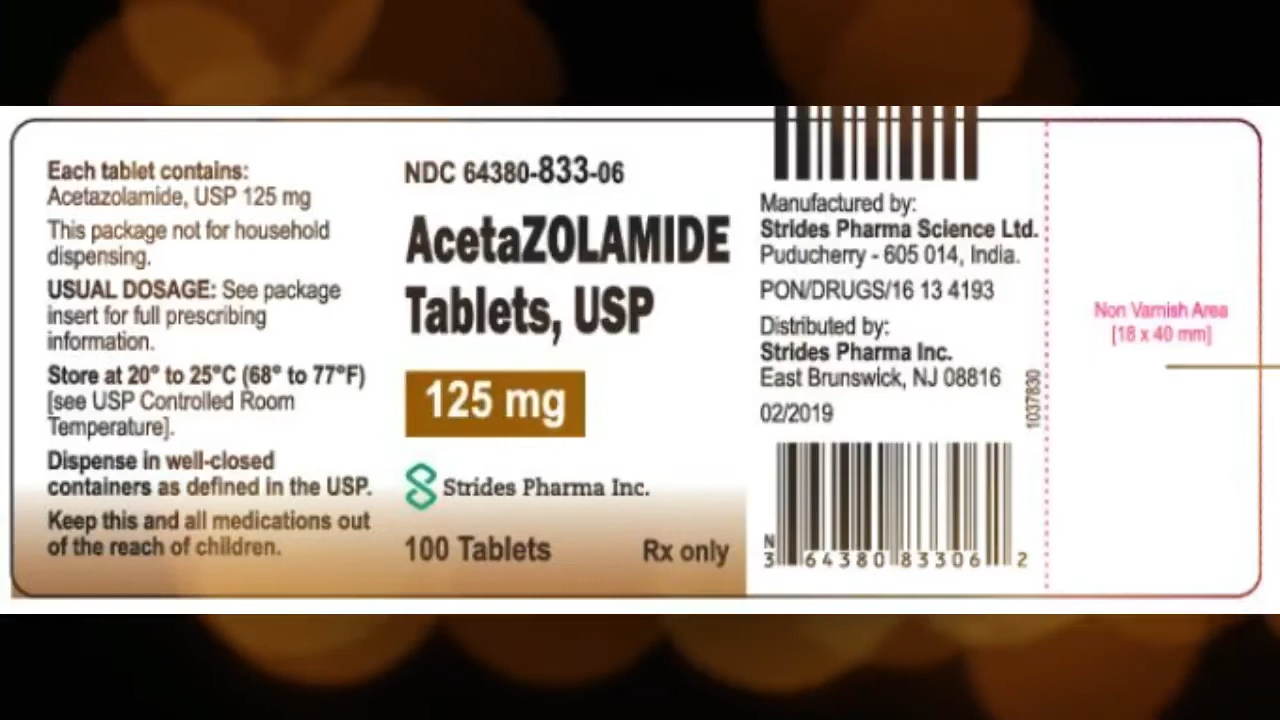 Each tablet contains:
Acetazolamide, USP 125 mg
This package not for household
dispensing.
USUAL DOSAGE: See package
insert for full prescribing
information.
Store at 20° to 25°C (68° to 77°F)
[see USP Controlled Room
Temperature].
Dispense in well-closed
containers as defined in the USP.
Keep this and all medications out
of the reach of children.
NDC 64380-833-06
AcetaZOLAMIDE
Tablets, USP
125 mg
Strides Pharma Inc.
100 Tablets Rx only
Manufactured by:
Strides Pharma Science Ltd.
Puducherry - 605 014, India.
PON/DRUGS/16 13 4193
Distributed by:
Strides Pharma Inc.
East Brunswick, NJ 08816
02/2019
1037830
N
3 64380 83306 2
Non Varnish Area
[18 x 40 mm]